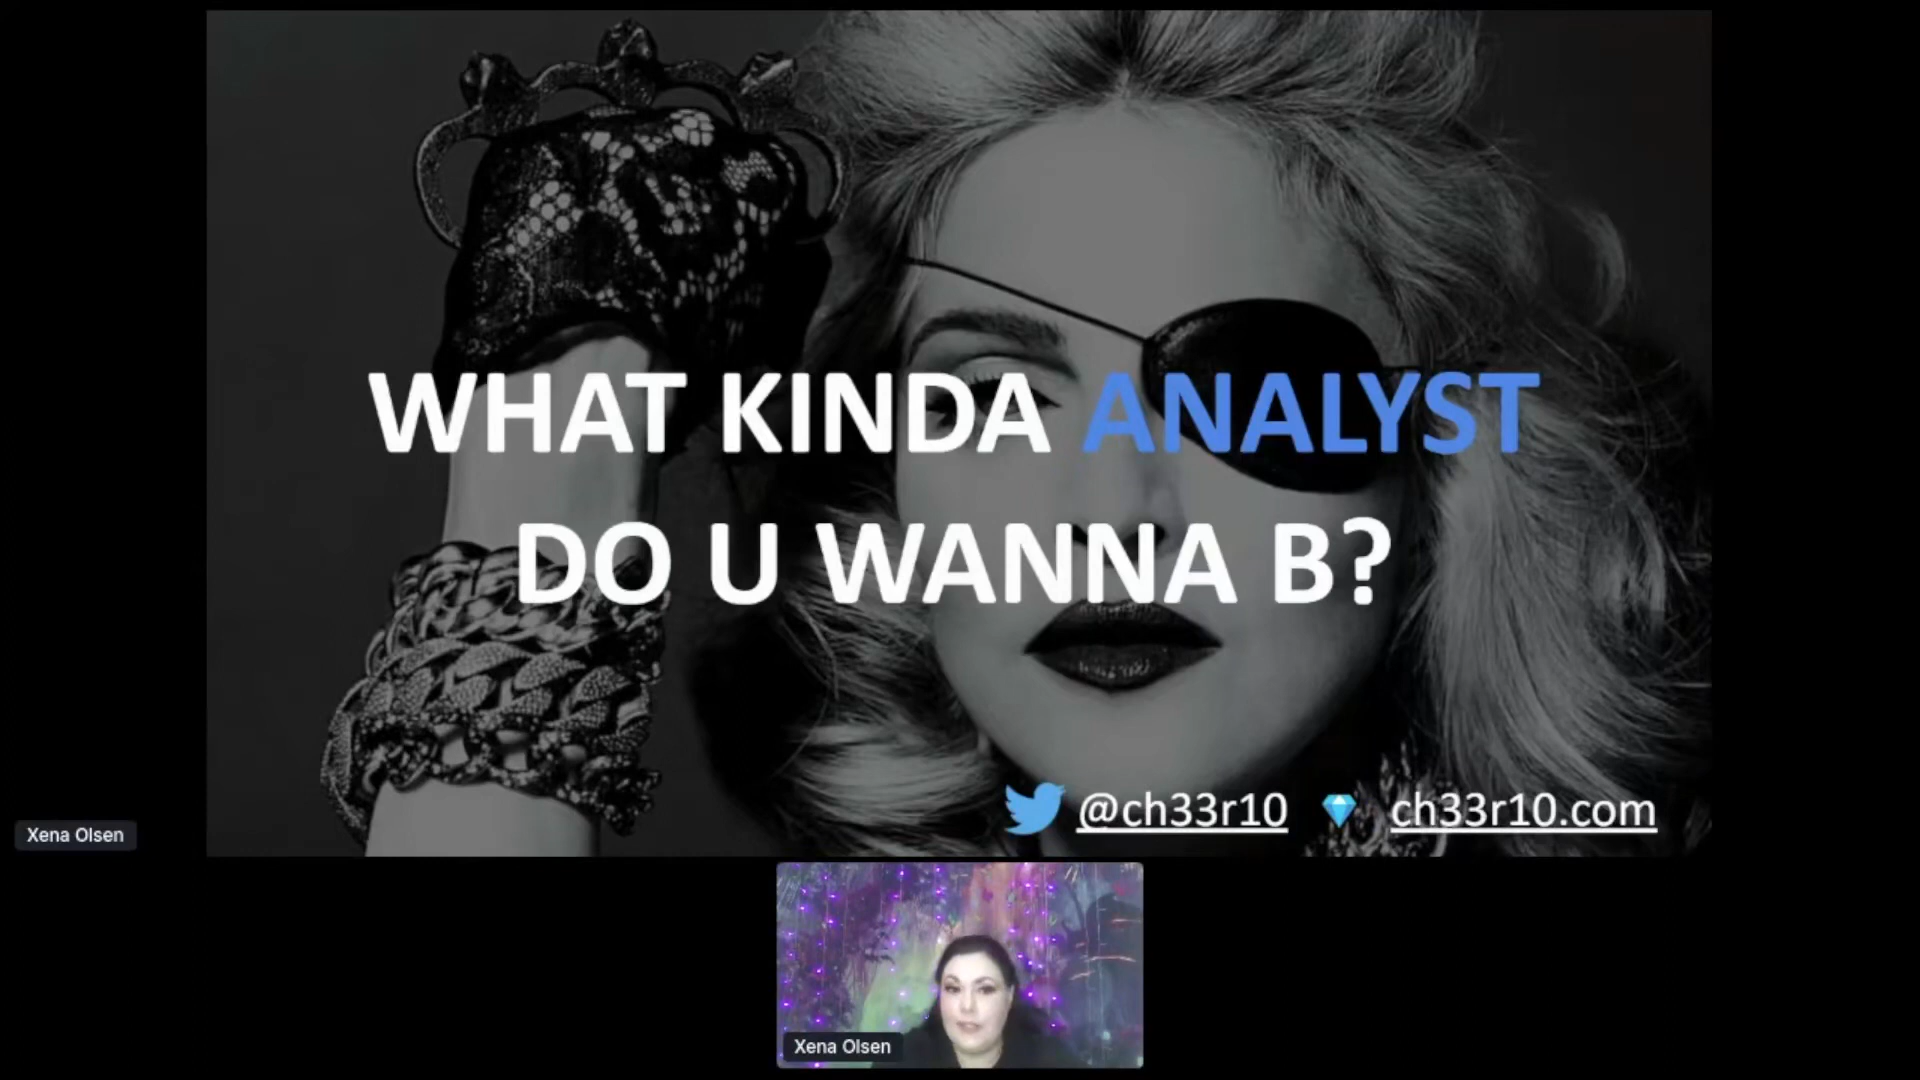 WHAT KINDA ANALYST
DO U WANNA B?
@ch33r10 ch33r10.com
Xena Olsen
Xena Olsen